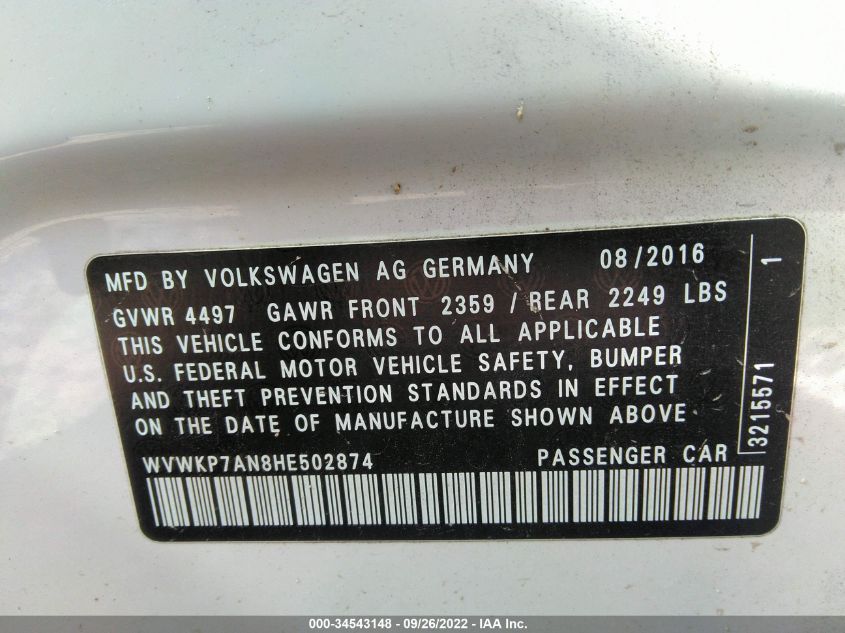 MFD BY VOLKSWAGEN AG GERMANY 08/2016
GVWR 4497 GAWR FRONT 2359 / REAR 2249 LBS
THIS VEHICLE CONFORMS TO ALL APPLICABLE
U.S. FEDERAL MOTOR VEHICLE SAFETY, BUMPER
AND THEFT PREVENTION STANDARDS IN EFFECT
ON THE DATE OF MANUFACTURE SHOWN ABOVE
WVWKP7AN8HE502874 PASSENGER CAR
3215571 1
000-34543148 - 09/26/2022 - IAA Inc.